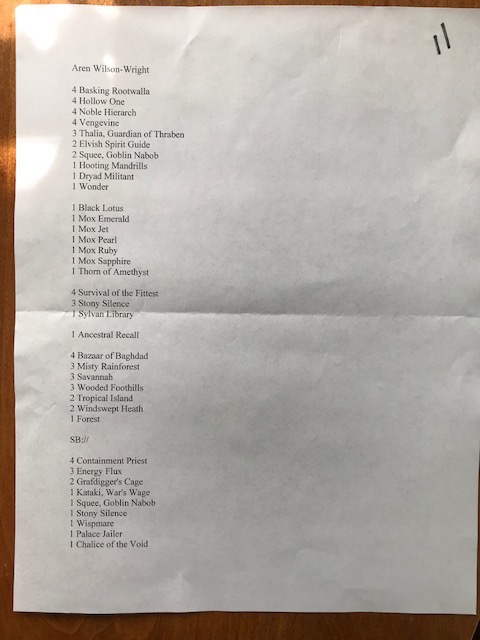 11
Aren Wilson-Wright
4 Basking Rootwalla
4 Hollow One
4 Noble Hierarch
4 Vengevine
3 Thalia, Guardian of Thraben
2 Elvish Spirit Guide
2 Squee, Goblin Nabob
1 Hooting Mandrills
1 Dryad Militant
1 Wonder
1 Black Lotus
1 Mox Emerald
1 Mox Jet
1 Mox Pearl
1 Mox Ruby
1 Mox Sapphire
1 Thorn of Amethyst
4 Survival of the Fittest
3 Stony Silence
1 Sylvan Library
1 Ancestral Recall
4 Bazaar of Baghdad
3 Misty Rainforest
3 Savannah
3 Wooded Foothills
2 Tropical Island
2 Windswept Heath
1 Forest
SB://
4 Containment Priest
3 Energy Flux
2 Grafdigger's Cage
1 Kataki, War's Wage
1 Squee, Goblin Nabob
1 Stony Silence
1 Wispmare
1 Palace Jailer
1 Chalice of the Void